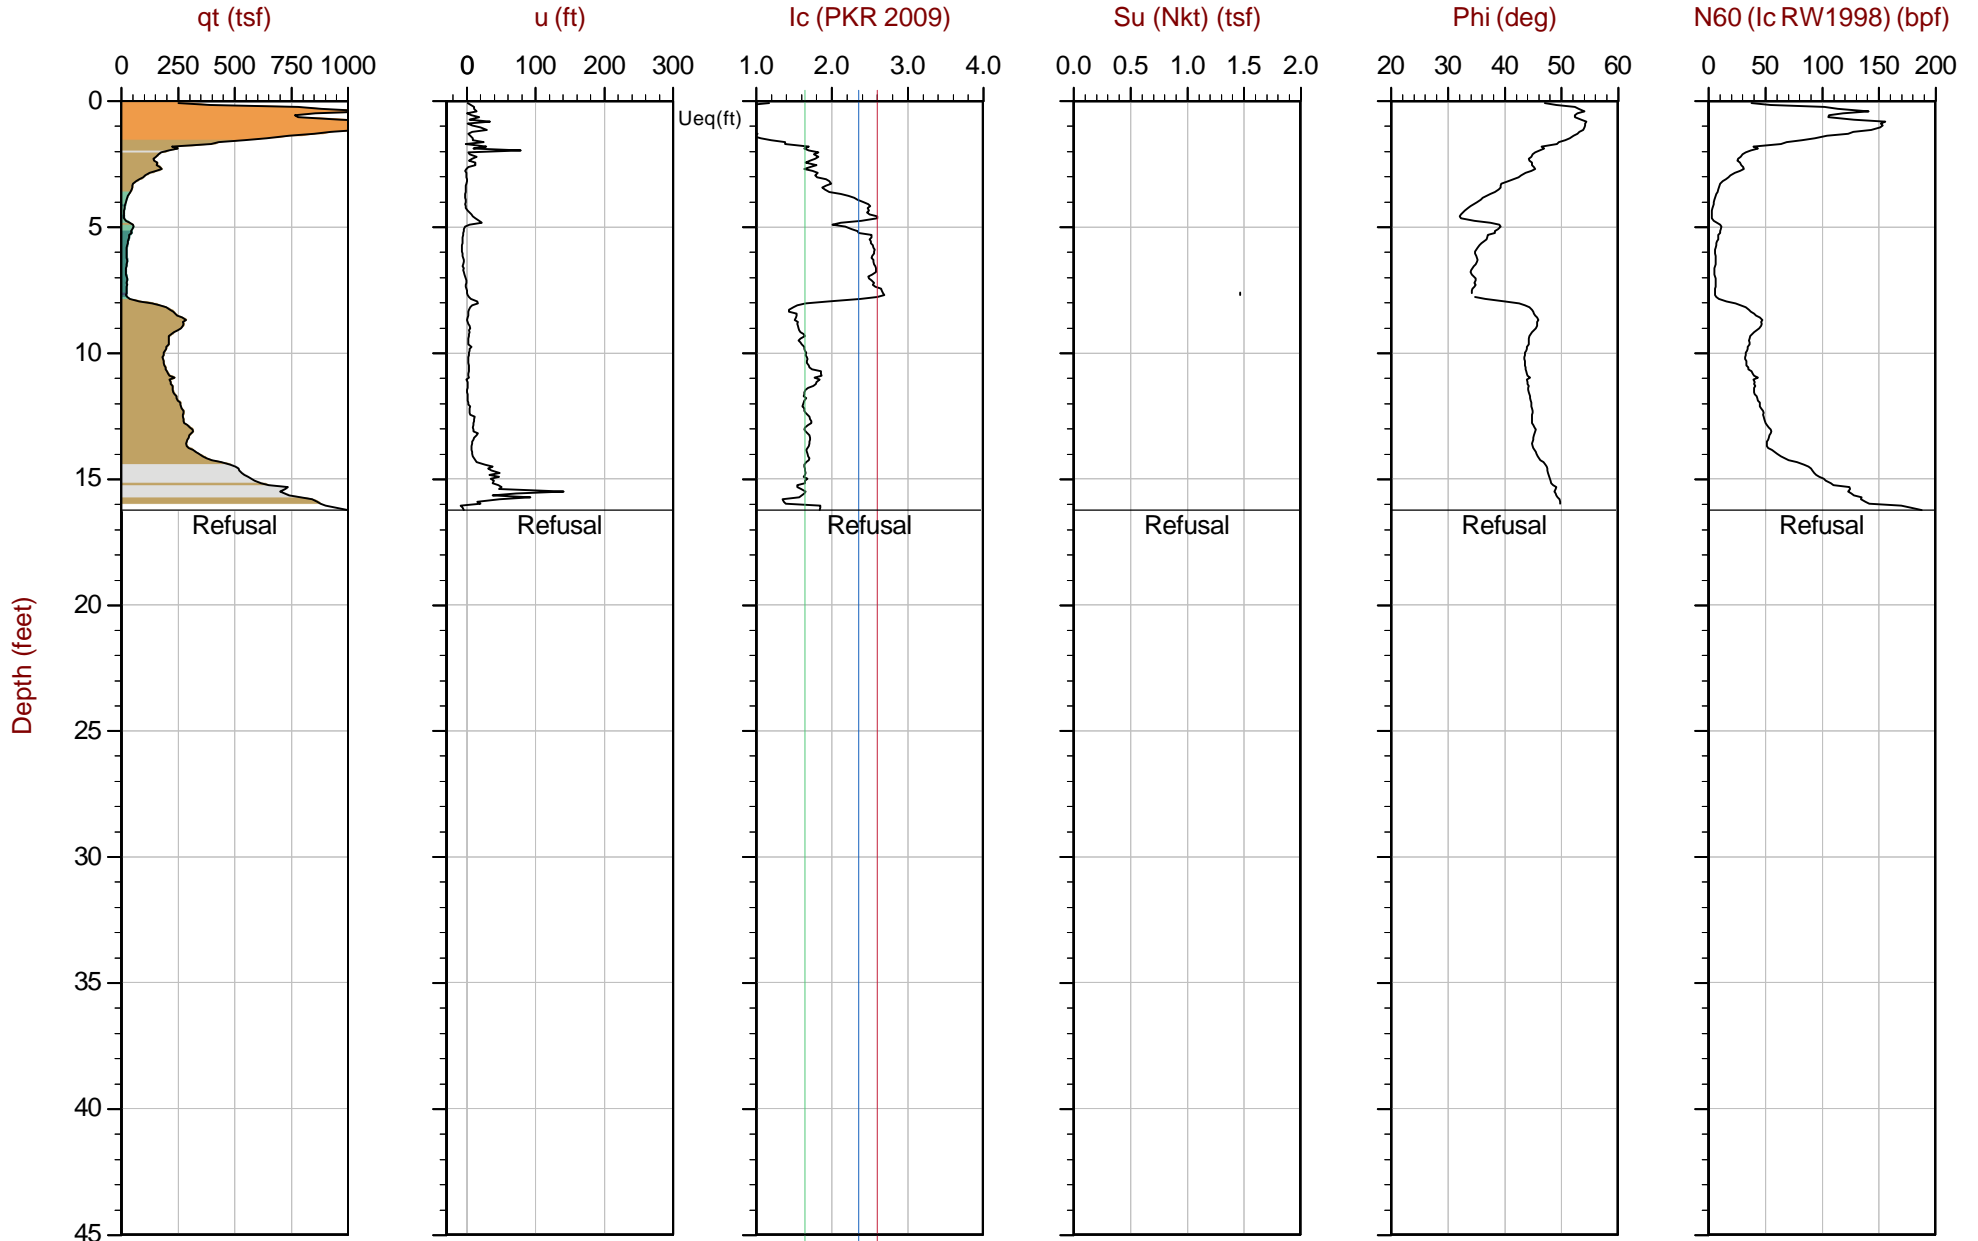 qt (tsf) u (ft) Ic (PKR 2009) Su (Nkt) (tsf) Phi (deg) N60 (Ic RW1998) (bpf)
0 250 500 750 1000 0 100 200 300 1.0 2.0 3.0 4.0 0.0 0.5 1.0 1.5 2.0 20 30 40 50 60 0 50 100 150 200
0
Ueq(ft)
5
10
15
Refusal Refusal Refusal Refusal Refusal Refusal
20
Depth (feet)
25
30
35
40
45